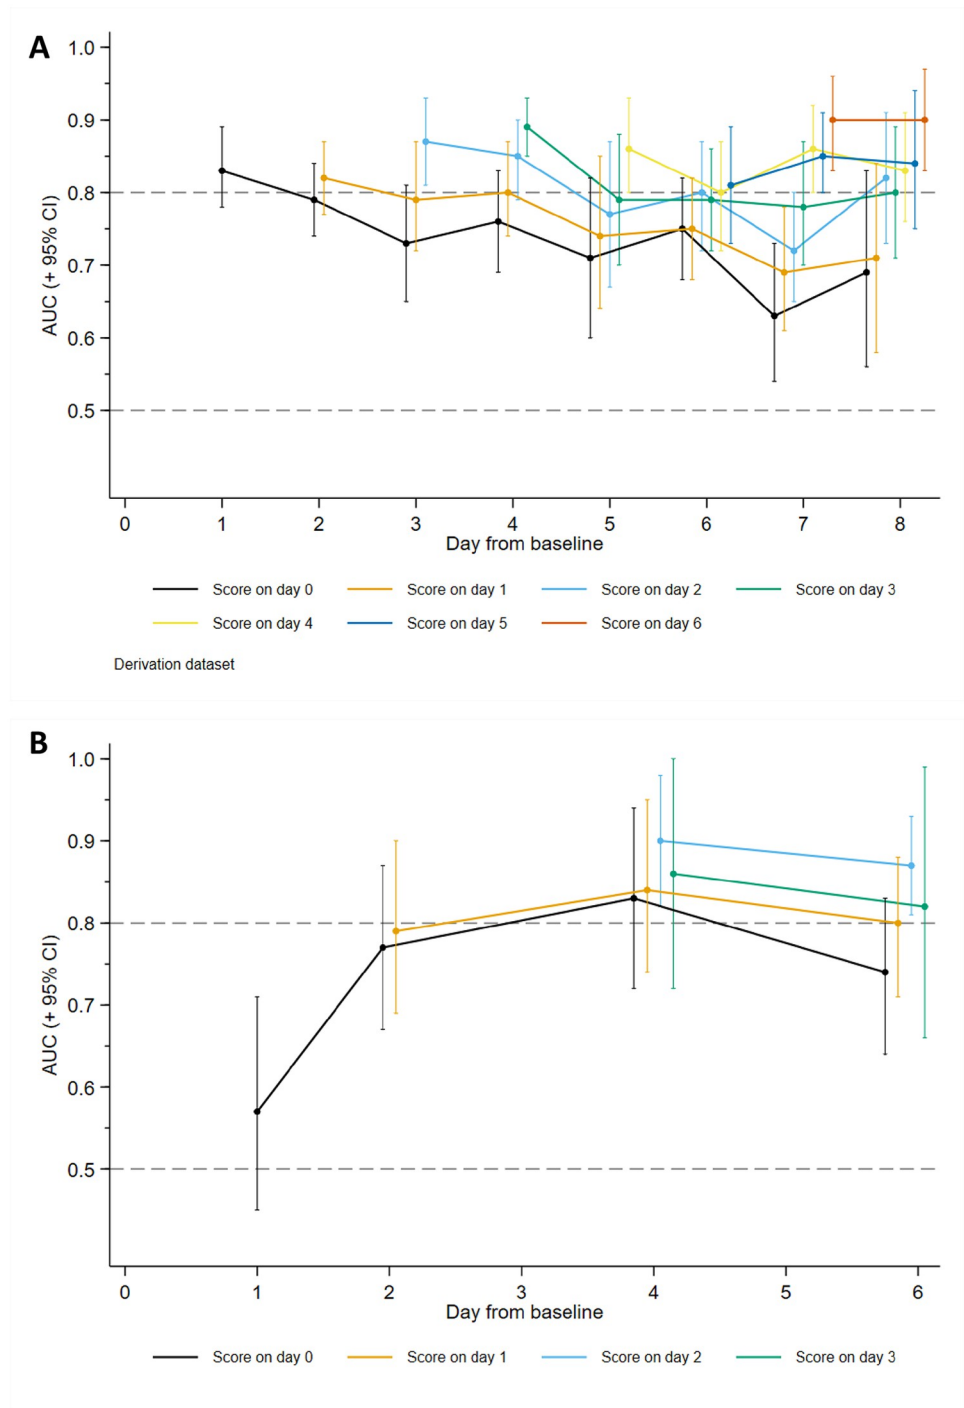 A
1.0
0.9
0.8
0.7
0.6
0.5
AUC (+ 95% CI)
0 1 2 3 4 5 6 7 8
Day from baseline
Score on day 0 Score on day 1 Score on day 2 Score on day 3
Score on day 4 Score on day 5 Score on day 6
Derivation dataset
B
1.0
0.9
0.8
0.7
0.6
0.5
AUC (+ 95% CI)
0 1 2 3 4 5 6
Day from baseline
Score on day 0 Score on day 1 Score on day 2 Score on day 3